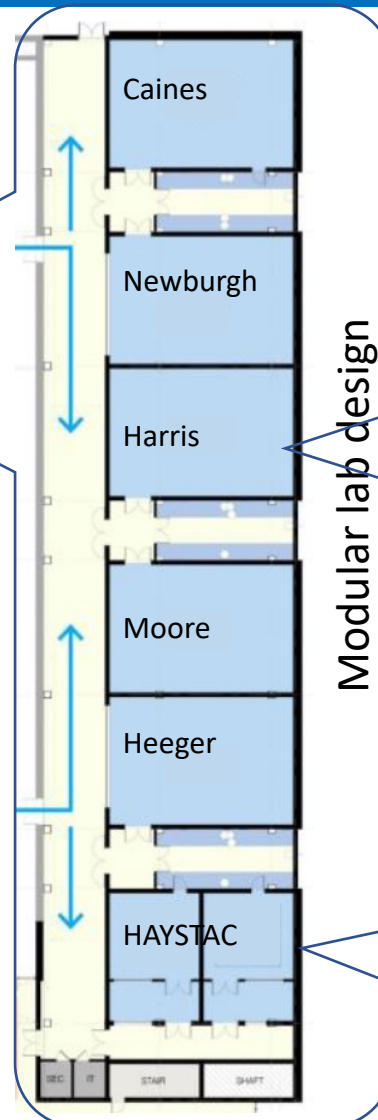 Caines
Newburgh
Harris
Modular lab design
Moore
Heeger
HAYSTAC
SEC. IT STAIR SHAFT